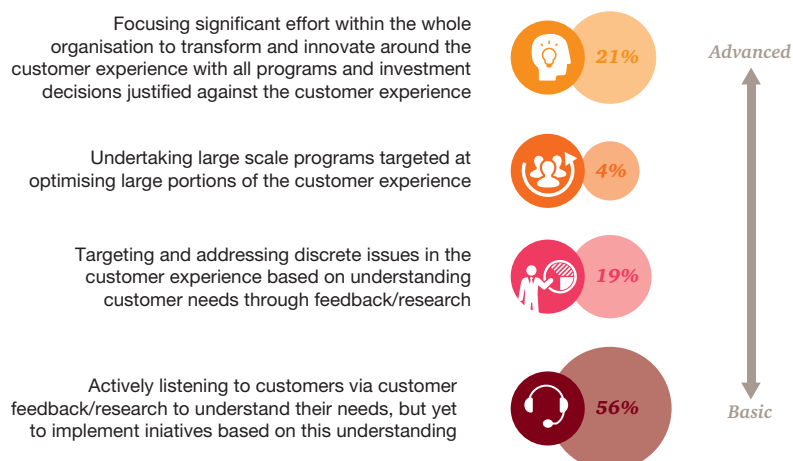 Focusing significant effort within the whole
organisation to transform and innovate around the
customer experience with all programs and investment
decisions justified against the customer experience
21%
Advanced
Undertaking large scale programs targeted at
optimising large portions of the customer experience
4%
Targeting and addressing discrete issues in the
customer experience based on understanding
customer needs through feedback/research
19%
Actively listening to customers via customer
feedback/research to understand their needs, but yet
to implement iniatives based on this understanding
56%
Basic